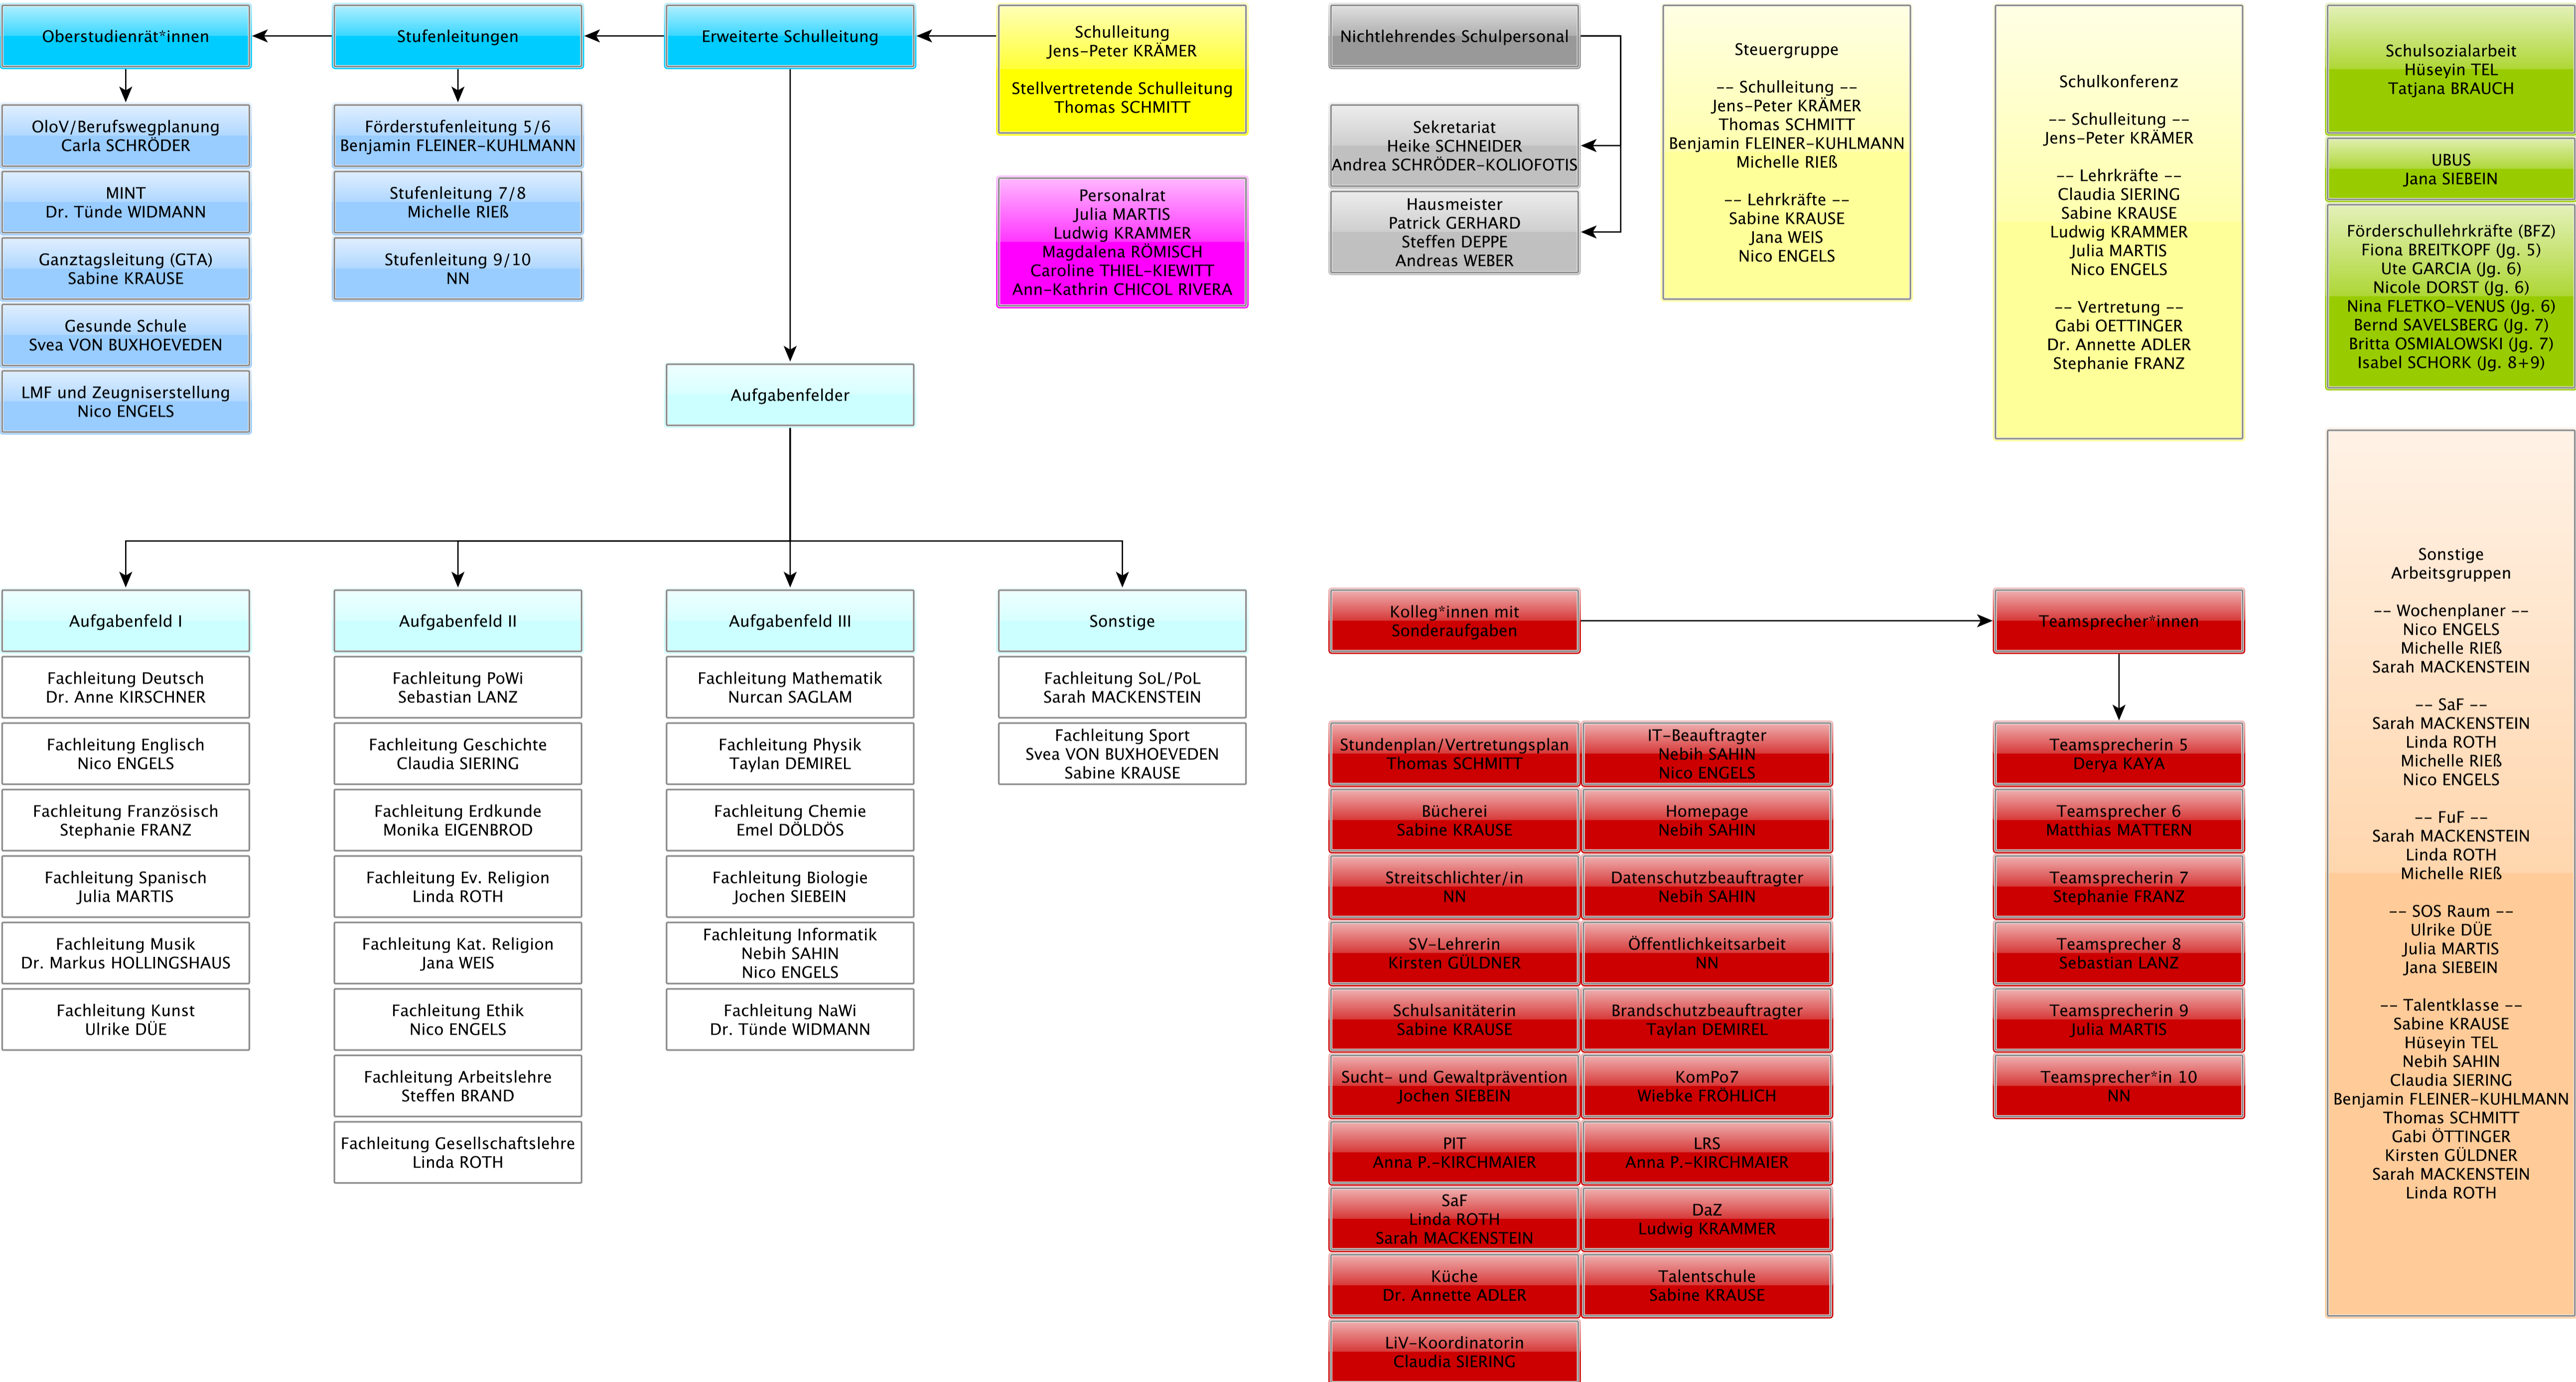 Oberstudienrät*innen
OloV/Berufswegplanung
Carla SCHRÖDER
MINT
Dr. Tünde WIDMANN
Ganztagsleitung (GTA)
Sabine KRAUSE
Gesunde Schule
Svea VON BUXHOEVEDEN
LMF und Zeugniserstellung
Nico ENGELS
Stufenleitungen
Förderstufenleitung 5/6
Benjamin FLEINER-KUHLMANN
Stufenleitung 7/8
Michelle RIEß
Stufenleitung 9/10
NN
Erweiterte Schulleitung
Schulleitung
Jens-Peter KRÄMER
Stellvertretende Schulleitung
Thomas SCHMITT
Personalrat
Julia MARTIS
Ludwig KRAMMER
Magdalena RÖMISCH
Caroline THIEL-KIEWITT
Ann-Kathrin CHICOL RIVERA
Nichtlehrendes Schulpersonal
Sekretariat
Heike SCHNEIDER
Andrea SCHRÖDER-KOLIOFOTIS
Hausmeister
Patrick GERHARD
Steffen DEPPE
Andreas WEBER
Steuergruppe
-- Schulleitung --
Jens-Peter KRÄMER
Thomas SCHMITT
Benjamin FLEINER-KUHLMANN
Michelle RIEß
-- Lehrkräfte --
Sabine KRAUSE
Jana WEIS
Nico ENGELS
Schulkonferenz
-- Schulleitung --
Jens-Peter KRÄMER
-- Lehrkräfte --
Claudia SIERING
Sabine KRAUSE
Ludwig KRAMMER
Julia MARTIS
Nico ENGELS
-- Vertretung --
Gabi OETTINGER
Dr. Annette ADLER
Stephanie FRANZ
Schulsozialarbeit
Hüseyin TEL
Tatjana BRAUCH
UBUS
Jana SIEBEIN
Förderschullehrkräfte (BFZ)
Fiona BREITKOPF (Jg. 5)
Ute GARCIA (Jg. 6)
Nicole DORST (Jg. 6)
Nina FLETKO-VENUS (Jg. 6)
Bernd SAVELSBERG (Jg. 7)
Britta OSMIALOWSKI (Jg. 7)
Isabel SCHORK (Jg. 8+9)
Aufgabenfelder
Aufgabenfeld I
Fachleitung Deutsch
Dr. Anne KIRSCHNER
Fachleitung Englisch
Nico ENGELS
Fachleitung Französisch
Stephanie FRANZ
Fachleitung Spanisch
Julia MARTIS
Fachleitung Musik
Dr. Markus HOLLINGSHAUS
Fachleitung Kunst
Ulrike DÜE
Aufgabenfeld II
Fachleitung PoWi
Sebastian LANZ
Fachleitung Geschichte
Claudia SIERING
Fachleitung Erdkunde
Monika EIGENBROD
Fachleitung Ev. Religion
Linda ROTH
Fachleitung Kat. Religion
Jana WEIS
Fachleitung Ethik
Nico ENGELS
Fachleitung Arbeitslehre
Steffen BRAND
Fachleitung Gesellschaftslehre
Linda ROTH
Aufgabenfeld III
Fachleitung Mathematik
Nurcan SAGLAM
Fachleitung Physik
Taylan DEMIREL
Fachleitung Chemie
Emel DÖLDÖS
Fachleitung Biologie
Jochen SIEBEIN
Fachleitung Informatik
Nebih SAHIN
Nico ENGELS
Fachleitung NaWi
Dr. Tünde WIDMANN
Sonstige
Fachleitung SoL/PoL
Sarah MACKENSTEIN
Fachleitung Sport
Svea VON BUXHOEVEDEN
Sabine KRAUSE
Kolleg*innen mit
Sonderaufgaben
Stundenplan/Vertretungsplan
Thomas SCHMITT
Bücherei
Sabine KRAUSE
Streitschlichter/in
NN
SV-Lehrerin
Kirsten GÜLDNER
Schulsanitäterin
Sabine KRAUSE
Sucht- und Gewaltprävention
Jochen SIEBEIN
PIT
Anna P.-KIRCHMAIER
SaF
Linda ROTH
Sarah MACKENSTEIN
Küche
Dr. Annette ADLER
LiV-Koordinatorin
Claudia SIERING
IT-Beauftragter
Nebih SAHIN
Nico ENGELS
Homepage
Nebih SAHIN
Datenschutzbeauftragter
Nebih SAHIN
Öffentlichkeitsarbeit
NN
Brandschutzbeauftragter
Taylan DEMIREL
KomPo7
Wiebke FRÖHLICH
LRS
Anna P.-KIRCHMAIER
DaZ
Ludwig KRAMMER
Talentschule
Sabine KRAUSE
Teamsprecher*innen
Teamsprecherin 5
Derya KAYA
Teamsprecher 6
Matthias MATTERN
Teamsprecherin 7
Stephanie FRANZ
Teamsprecher 8
Sebastian LANZ
Teamsprecherin 9
Julia MARTIS
Teamsprecher*in 10
NN
Sonstige
Arbeitsgruppen
-- Wochenplaner --
Nico ENGELS
Michelle RIEß
Sarah MACKENSTEIN
-- SaF --
Sarah MACKENSTEIN
Linda ROTH
Michelle RIEß
Nico ENGELS
-- FuF --
Sarah MACKENSTEIN
Linda ROTH
Michelle RIEß
-- SOS Raum --
Ulrike DÜE
Julia MARTIS
Jana SIEBEIN
-- Talentklasse --
Sabine KRAUSE
Hüseyin TEL
Nebih SAHIN
Claudia SIERING
Benjamin FLEINER-KUHLMANN
Thomas SCHMITT
Gabi ÖTTINGER
Kirsten GÜLDNER
Sarah MACKENSTEIN
Linda ROTH